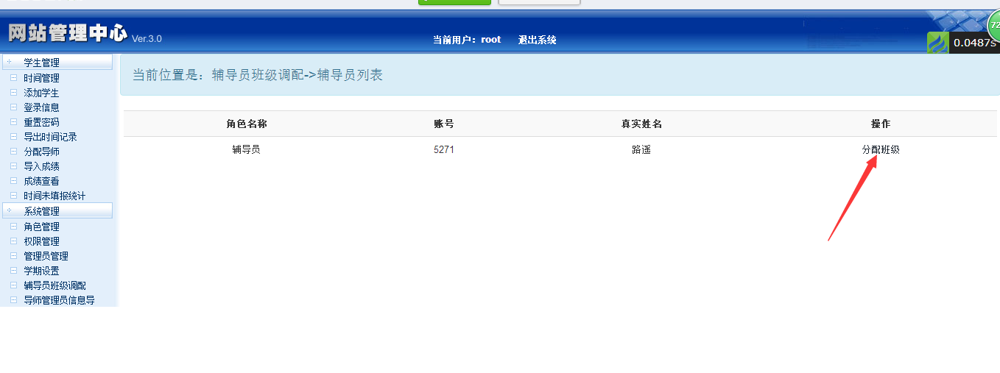 网站管理中心 Ver.3.0
当前用户：root 退出系统
72
0.0487s
学生管理
时间管理
添加学生
登录信息
重置密码
导出时间记录
分配导师
导入成绩
成绩查看
时间未填报统计
系统管理
角色管理
权限管理
管理员管理
学期设置
辅导员班级调配
导师管理员信息导
当前位置是：辅导员班级调配->辅导员列表
角色名称 账号 真实姓名 操作
辅导员 5271 路遥 分配班级